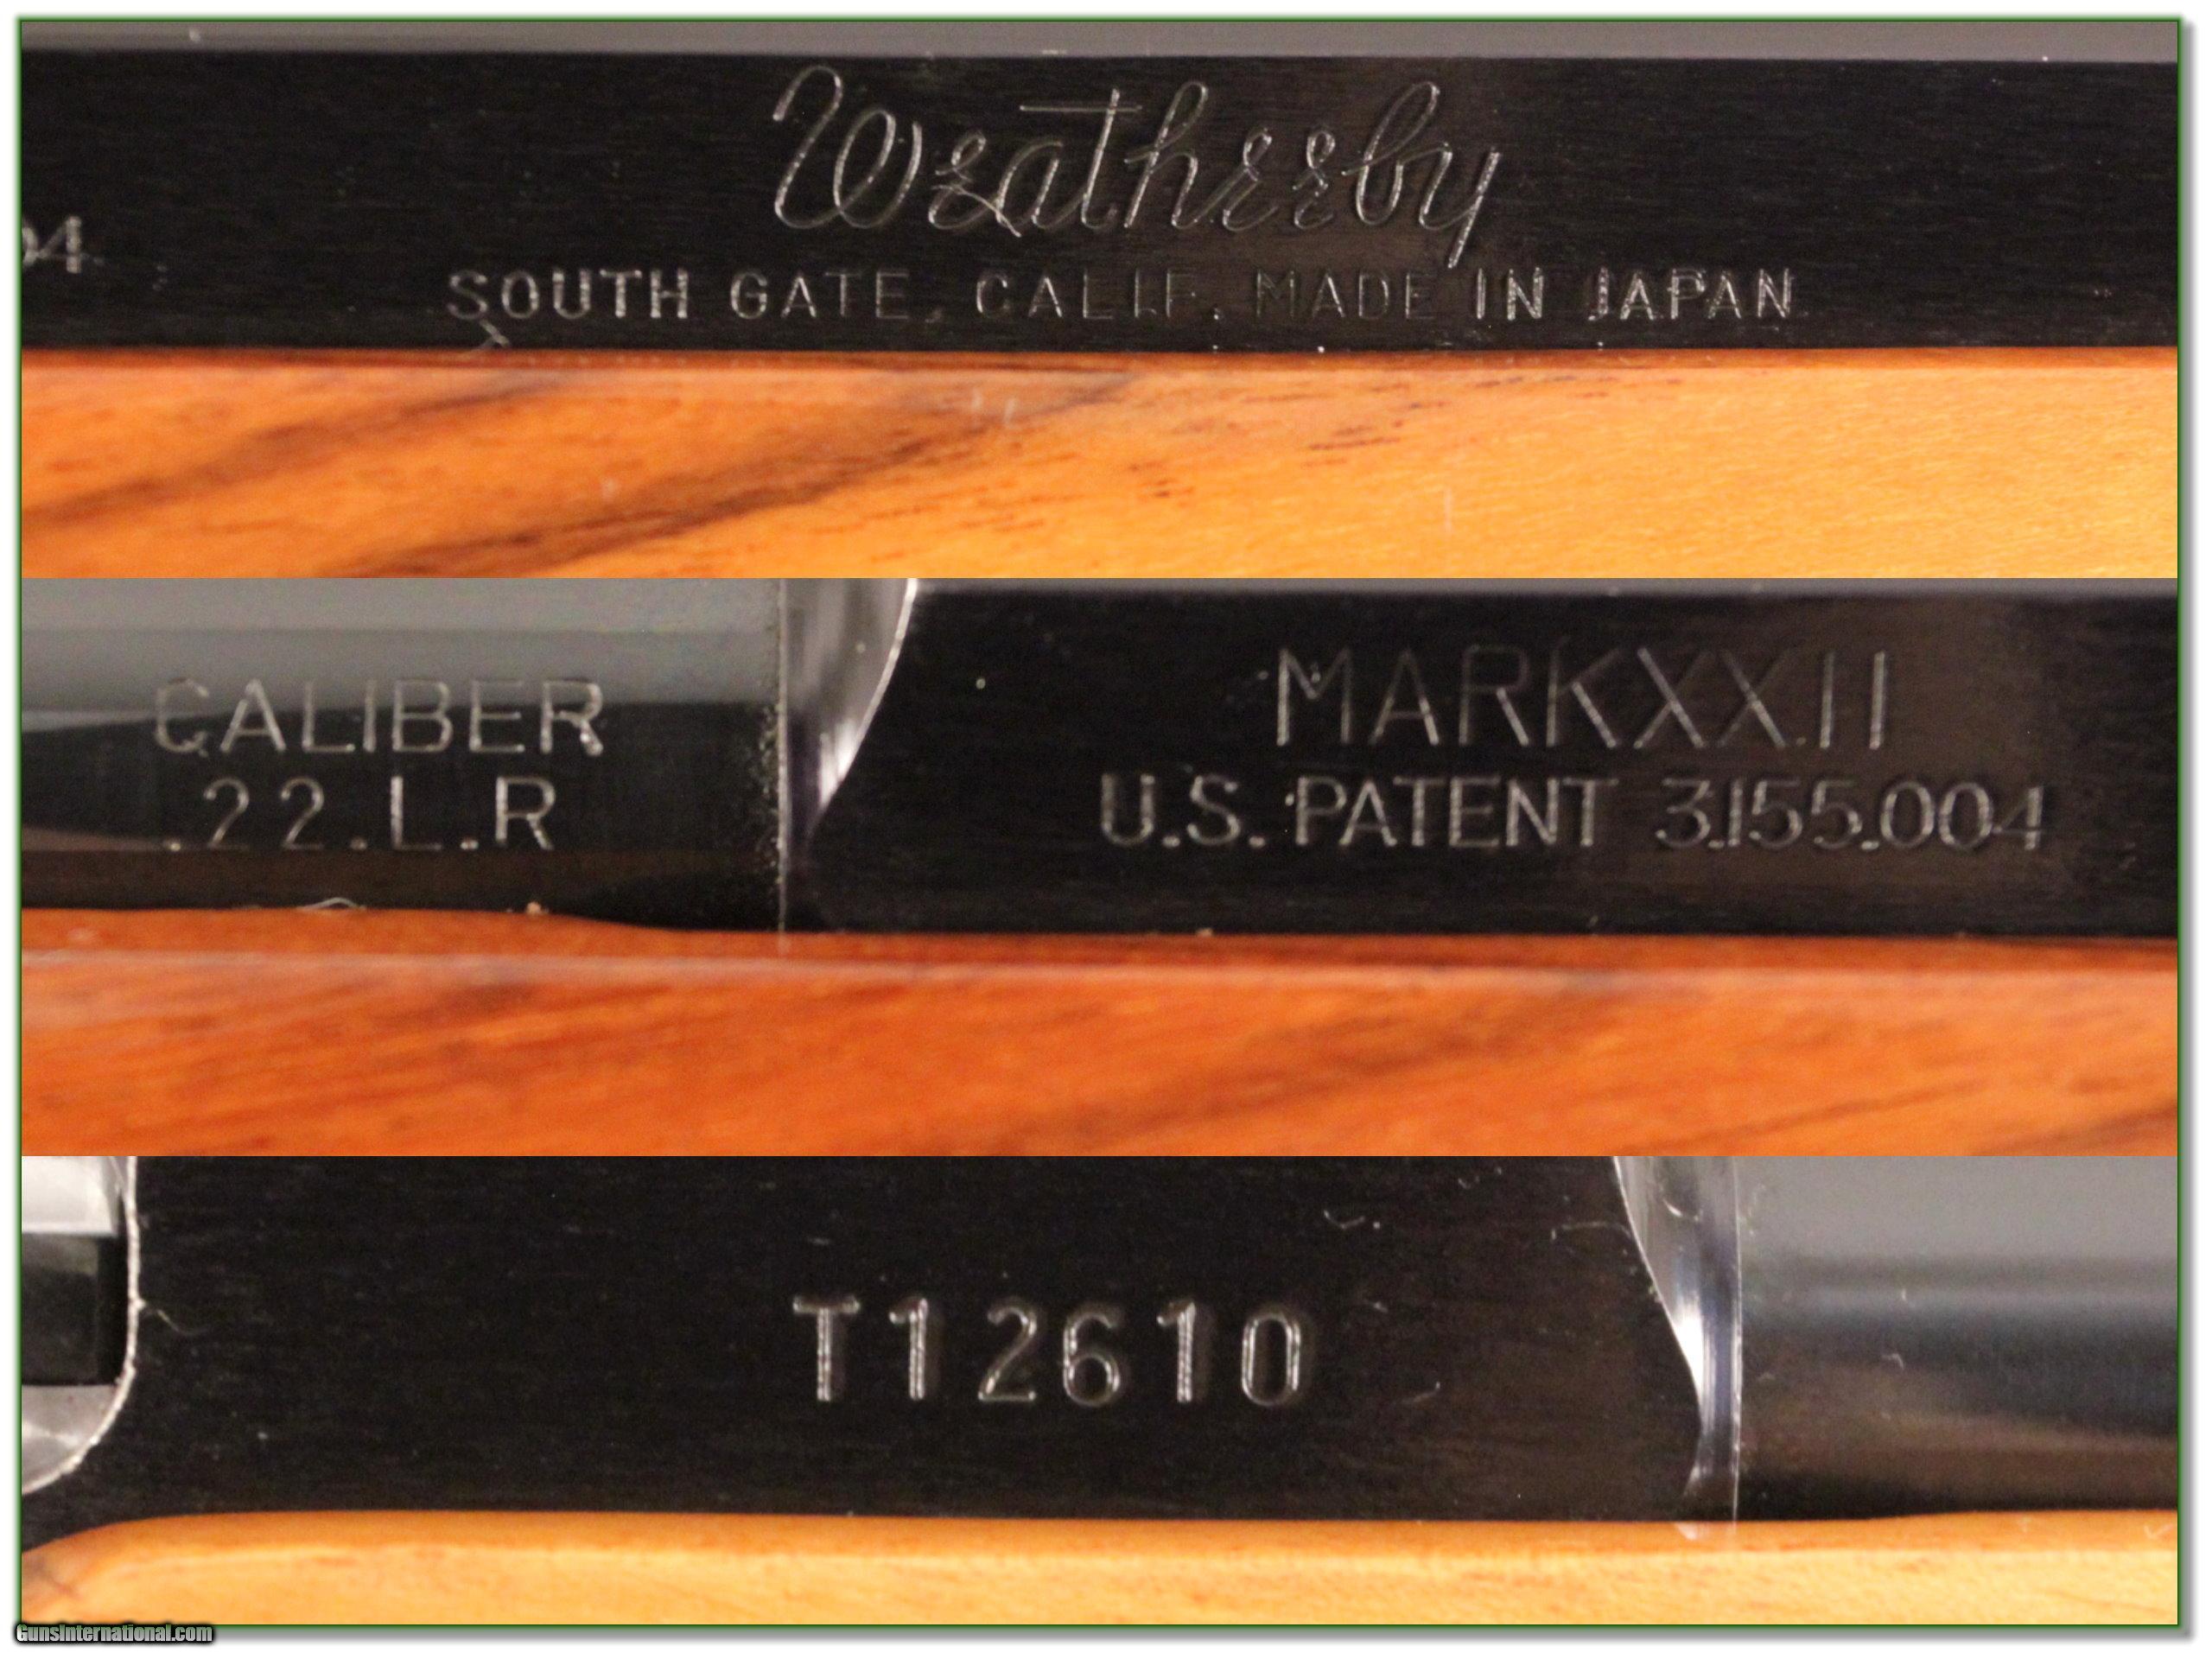 Weatherby
04
SOUTH GATE, CALIF. MADE IN JAPAN
CALIBER
.22.L.R
MARKXXII
U.S. PATENT 3,155,004
T12610
GunsInternational.com